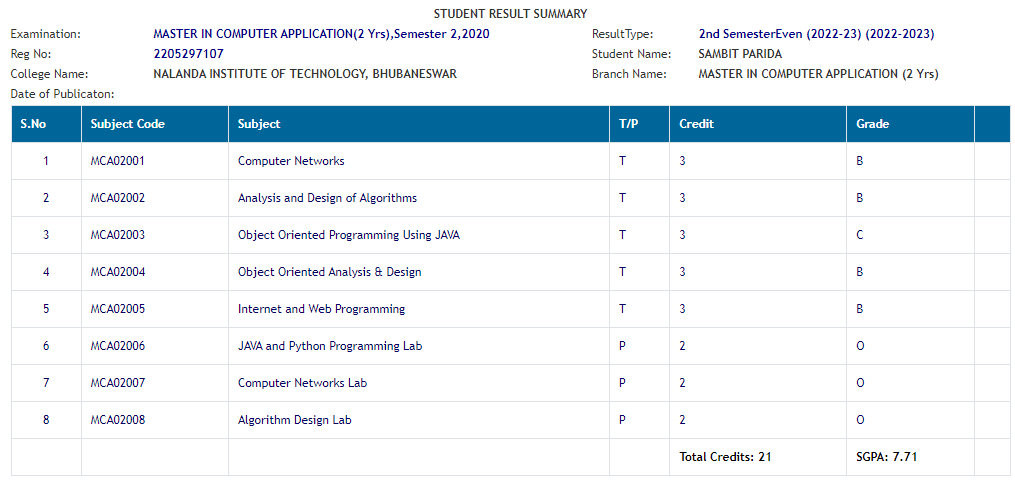 STUDENT RESULT SUMMARY
Examination: MASTER IN COMPUTER APPLICATION(2 Yrs),Semester 2,2020 ResultType: 2nd SemesterEven (2022-23) (2022-2023)
Reg No: 2205297107 Student Name: SAMBIT PARIDA
College Name: NALANDA INSTITUTE OF TECHNOLOGY, BHUBANESWAR Branch Name: MASTER IN COMPUTER APPLICATION (2 Yrs)
Date of Publicaton:
S.No Subject Code Subject T/P Credit Grade
1 MCA02001 Computer Networks T 3 B
2 MCA02002 Analysis and Design of Algorithms T 3 B
3 MCA02003 Object Oriented Programming Using JAVA T 3 C
4 MCA02004 Object Oriented Analysis & Design T 3 B
5 MCA02005 Internet and Web Programming T 3 B
6 MCA02006 JAVA and Python Programming Lab P 2 O
7 MCA02007 Computer Networks Lab P 2 O
8 MCA02008 Algorithm Design Lab P 2 O
Total Credits: 21 SGPA: 7.71